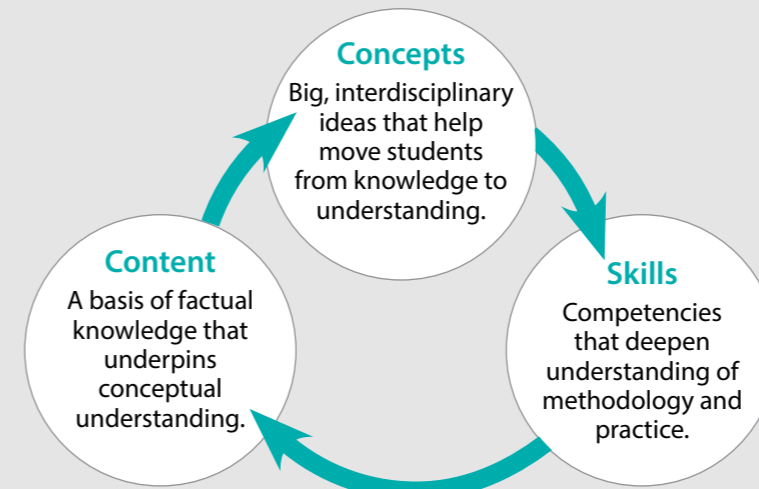 Concepts
Big, interdisciplinary
ideas that help
move students
from knowledge to
understanding.
Content
A basis of factual
knowledge that
underpins
conceptual
understanding.
Skills
Competencies
that deepen
understanding of
methodology and
practice.